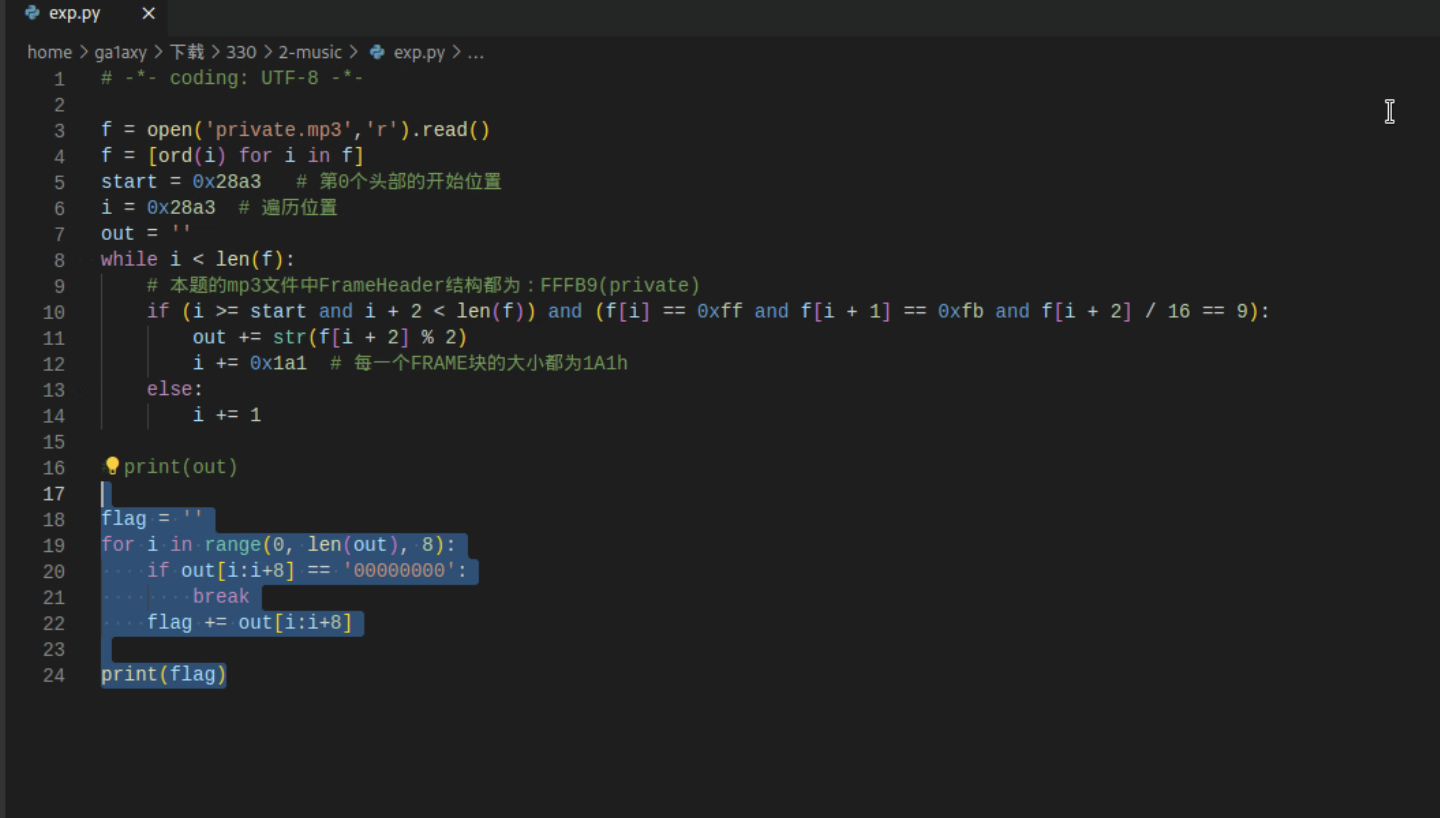 exp.py
home > ga1axy > 下载 > 330 > 2-music > exp.py > ...
1 # -*- coding: UTF-8 -*-
2
3 f = open('private.mp3','r').read()
4 f = [ord(i) for i in f]
5 start = 0x28a3   # 第0个头部的开始位置
6 i = 0x28a3  # 遍历位置
7 out = ''
8 while i < len(f):
9     # 本题的mp3文件中FrameHeader结构都为：FFFB9(private)
10     if (i >= start and i + 2 < len(f)) and (f[i] == 0xff and f[i + 1] == 0xfb and f[i + 2] / 16 == 9):
11         out += str(f[i + 2] % 2)
12         i += 0x1a1  # 每一个FRAME块的大小都为1A1h
13     else:
14         i += 1
15
16 print(out)
17
18 flag = ''
19 for i in range(0, len(out), 8):
20     if out[i:i+8] == '00000000':
21         break
22     flag += out[i:i+8]
23
24 print(flag)